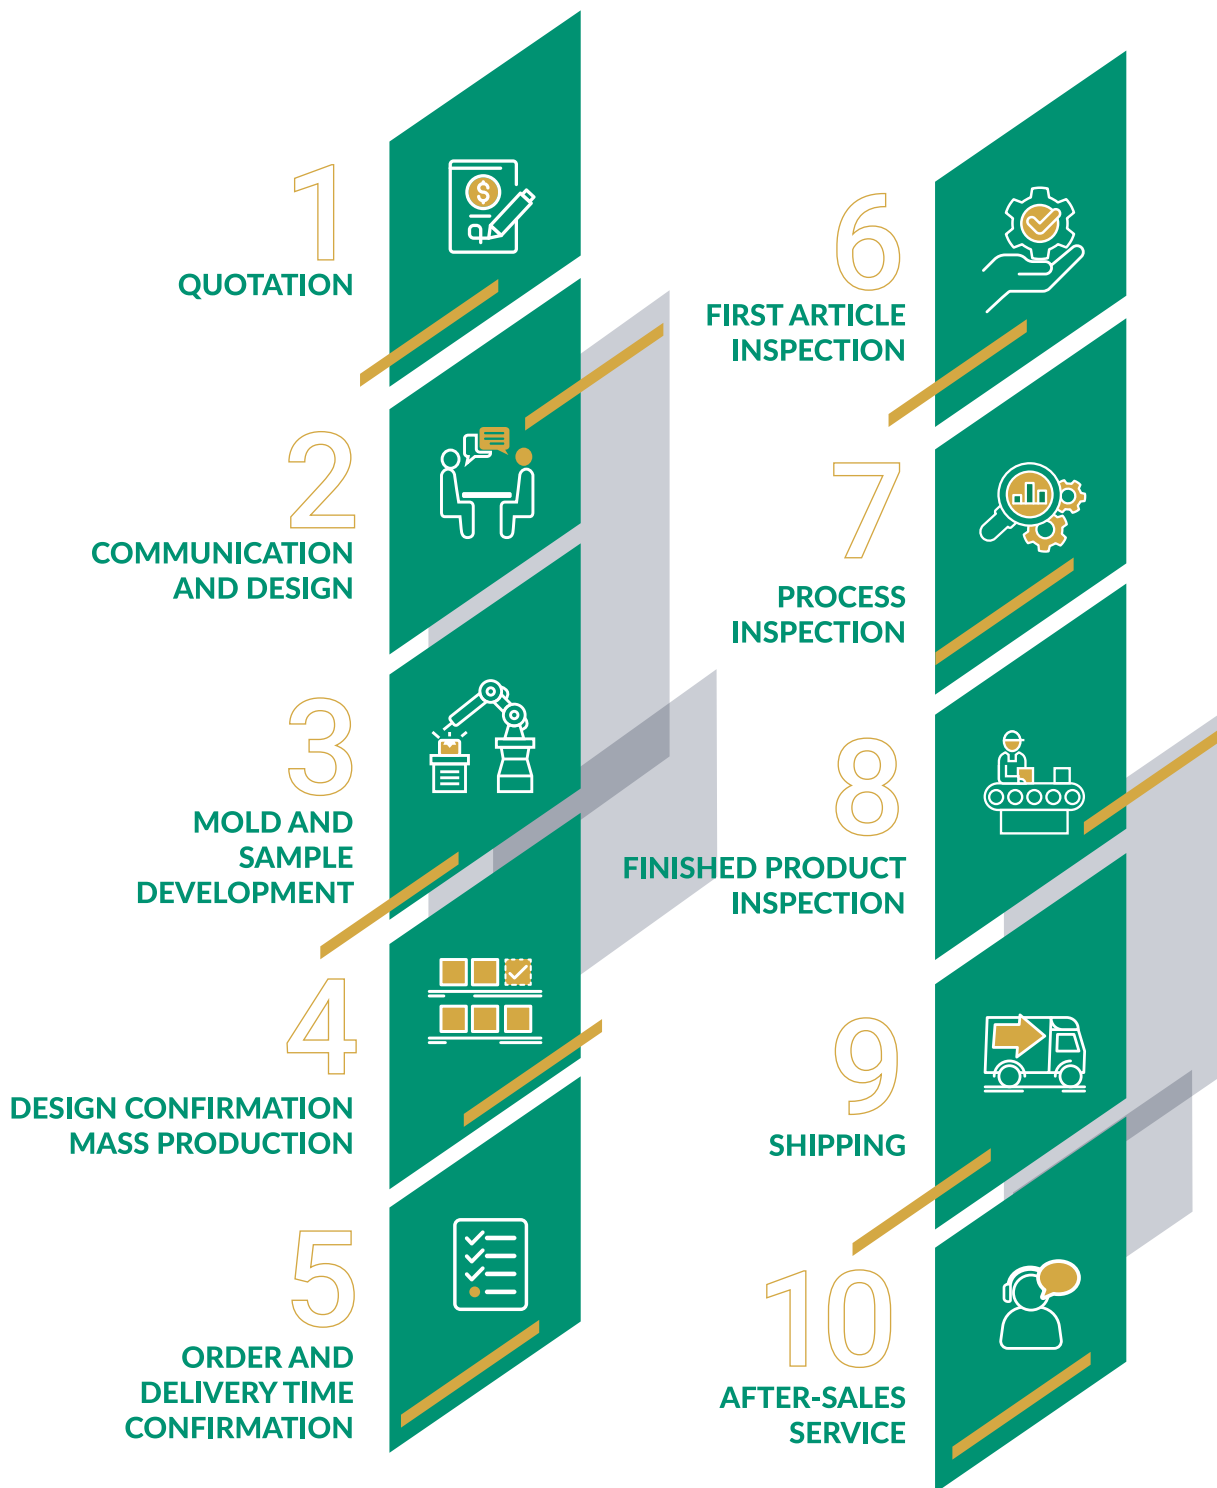 1
QUOTATION
2
COMMUNICATION
AND DESIGN
3
MOLD AND
SAMPLE
DEVELOPMENT
4
DESIGN CONFIRMATION
MASS PRODUCTION
5
ORDER AND
DELIVERY TIME
CONFIRMATION
6
FIRST ARTICLE
INSPECTION
7
PROCESS
INSPECTION
8
FINISHED PRODUCT
INSPECTION
9
SHIPPING
10
AFTER-SALES
SERVICE